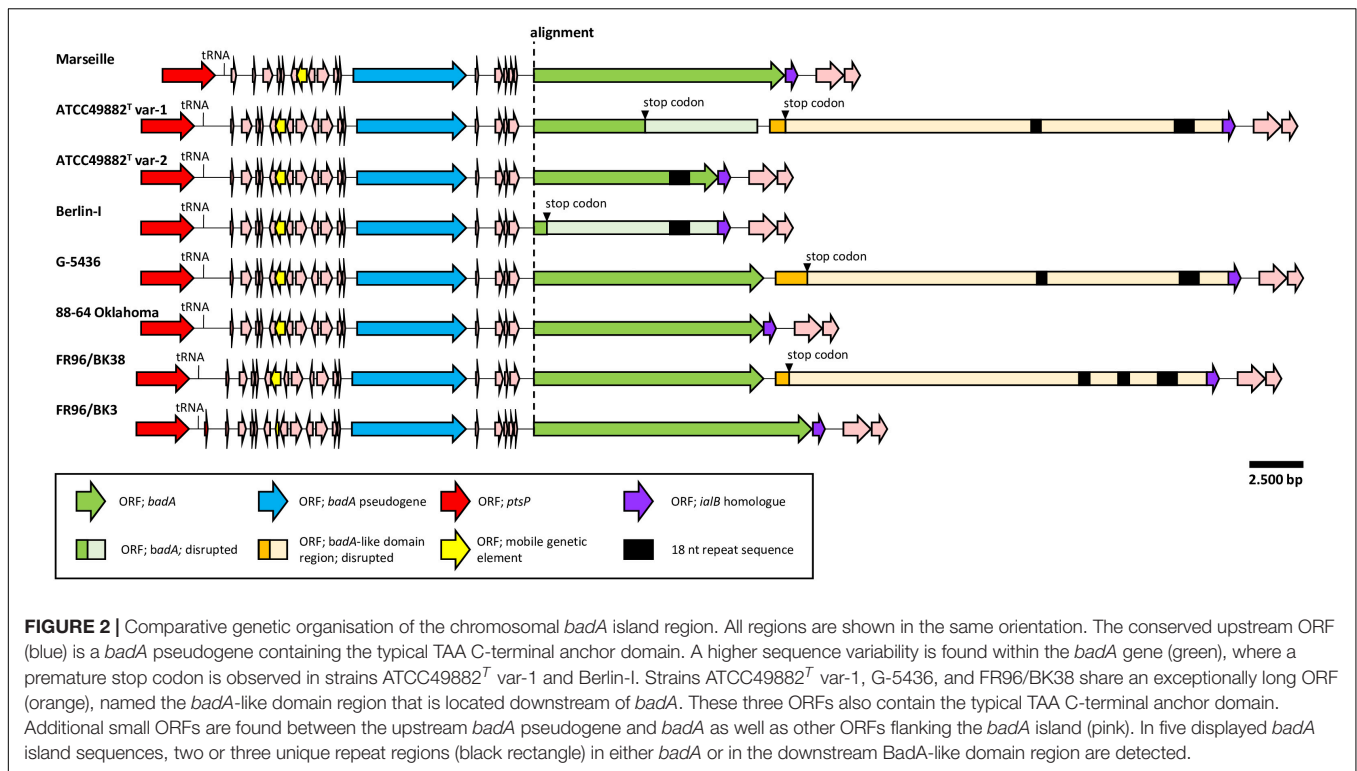 alignment
Marseille
tRNA
ATCC49882ᵀ var-1
tRNA
stop codon
stop codon
ATCC49882ᵀ var-2
tRNA
Berlin-I
tRNA
stop codon
G-5436
tRNA
stop codon
88-64 Oklahoma
tRNA
FR96/BK38
tRNA
stop codon
FR96/BK3
tRNA
2.500 bp
ORF; badA
ORF; badA pseudogene
ORF; ptsP
ORF; ialB homologue
ORF; badA; disrupted
ORF; badA-like domain
region; disrupted
ORF; mobile genetic
element
18 nt repeat sequence
FIGURE 2 | Comparative genetic organisation of the chromosomal badA island region. All regions are shown in the same orientation. The conserved upstream ORF
(blue) is a badA pseudogene containing the typical TAA C-terminal anchor domain. A higher sequence variability is found within the badA gene (green), where a
premature stop codon is observed in strains ATCC49882ᵀ var-1 and Berlin-I. Strains ATCC49882ᵀ var-1, G-5436, and FR96/BK38 share an exceptionally long ORF
(orange), named the badA-like domain region that is located downstream of badA. These three ORFs also contain the typical TAA C-terminal anchor domain.
Additional small ORFs are found between the upstream badA pseudogene and badA as well as other ORFs flanking the badA island (pink). In five displayed badA
island sequences, two or three unique repeat regions (black rectangle) in either badA or in the downstream BadA-like domain region are detected.